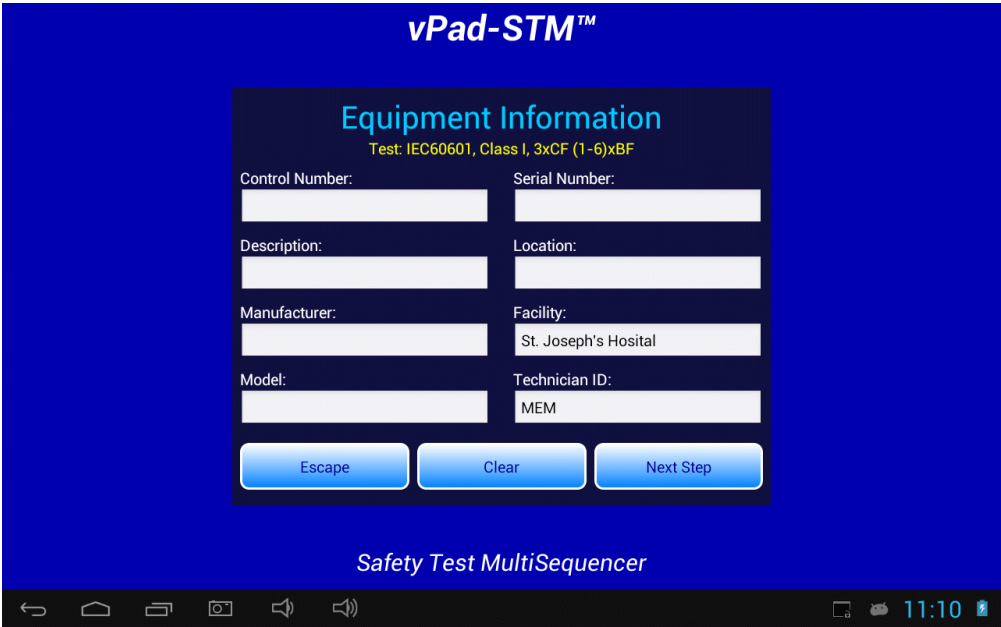 vPad-STM™
Equipment Information
Test: IEC60601, Class I, 3xCF (1-6)xBF
Control Number:
Serial Number:
Description:
Location:
Manufacturer:
Facility:
St. Joseph's Hosital
Model:
Technician ID:
MEM
Escape
Clear
Next Step
Safety Test MultiSequencer
11:10